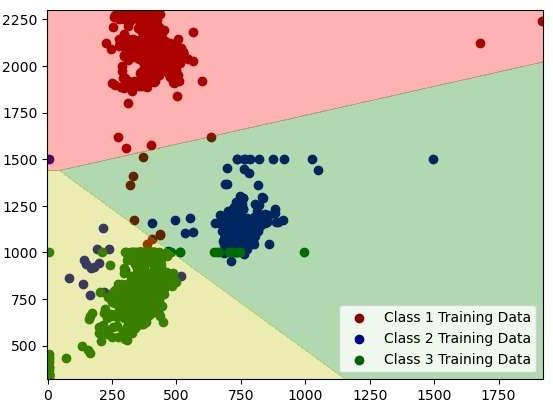 2250
2000
1750
1500
1250
1000
750
500
Class 1 Training Data
Class 2 Training Data
Class 3 Training Data
0 250 500 750 1000 1250 1500 1750